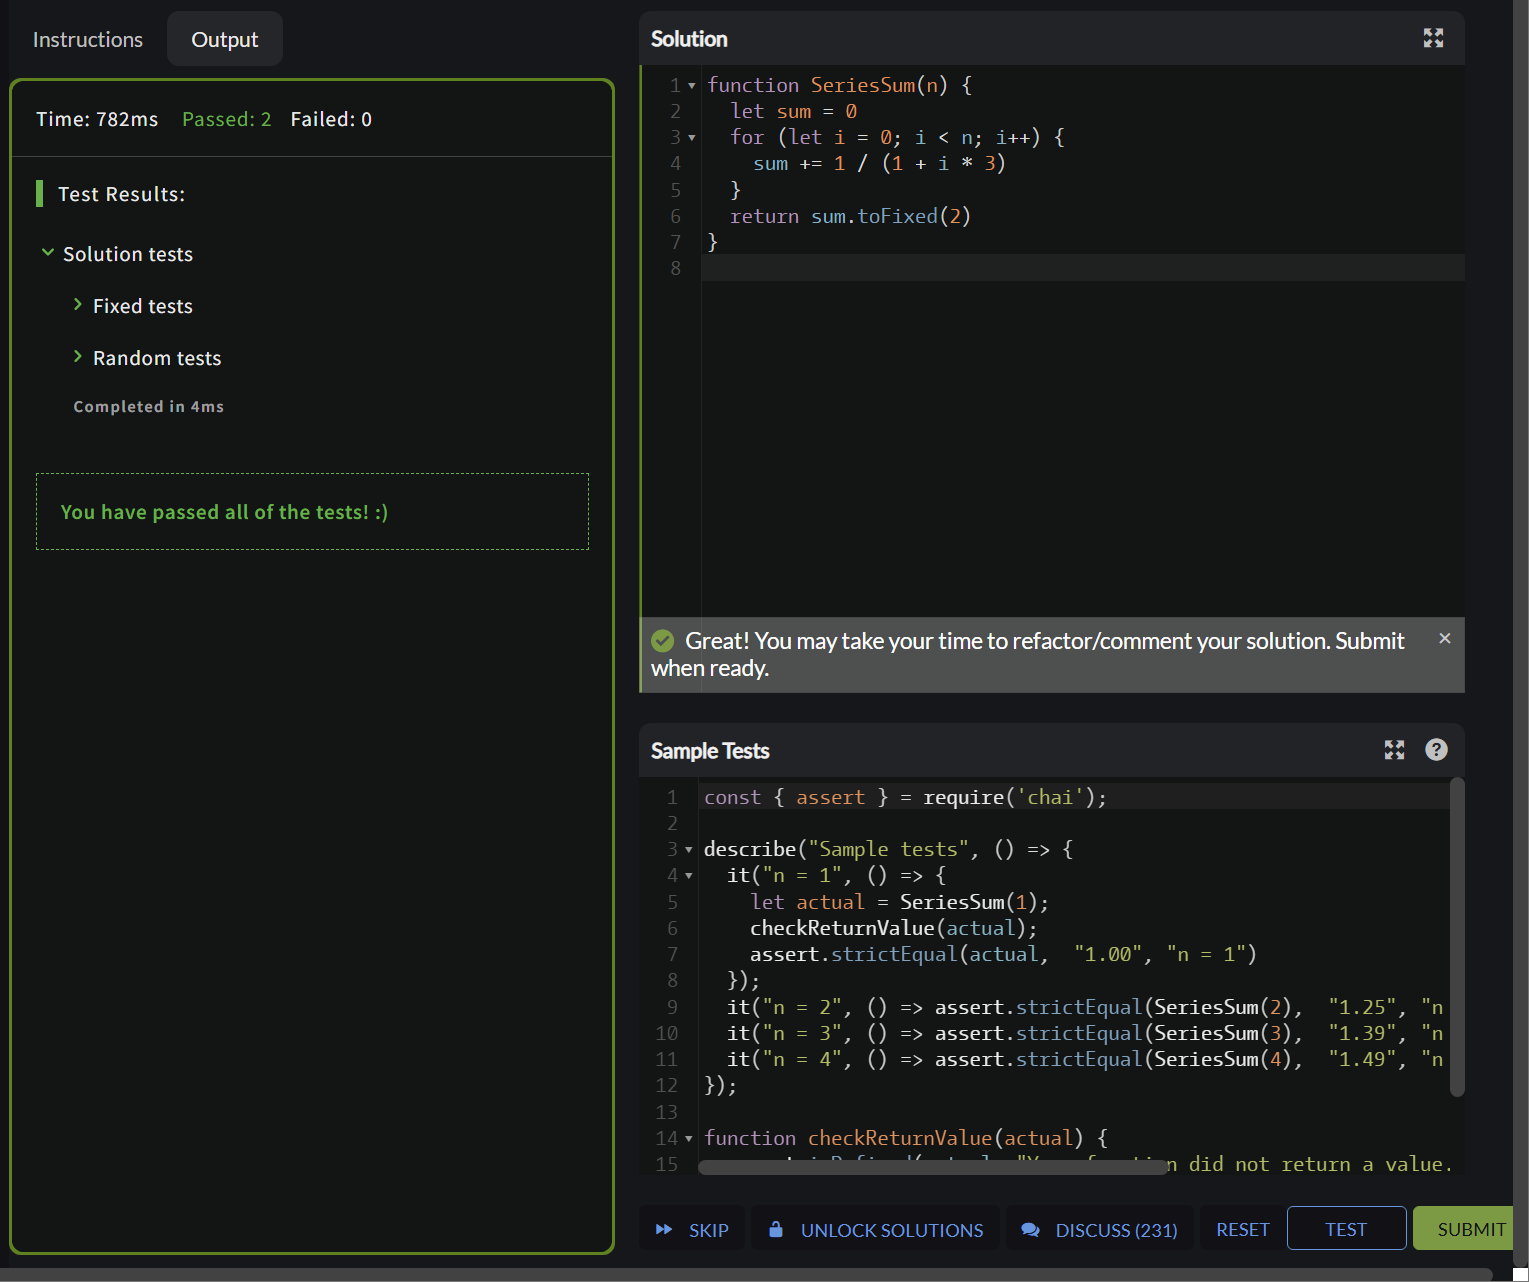 Instructions
Output
Time: 782ms Passed: 2 Failed: 0
Test Results:
Solution tests
Fixed tests
Random tests
Completed in 4ms
You have passed all of the tests! :)
Solution
1 function SeriesSum(n) {
2 let sum = 0
3 for (let i = 0; i < n; i++) {
4 sum += 1 / (1 + i * 3)
5 }
6 return sum.toFixed(2)
7 }
8
Great! You may take your time to refactor/comment your solution. Submit
when ready.
Sample Tests
1 const { assert } = require('chai');
2
3 describe("Sample tests", () => {
4 it("n = 1", () => {
5 let actual = SeriesSum(1);
6 checkReturnValue(actual);
7 assert.strictEqual(actual, "1.00", "n = 1")
8 });
9 it("n = 2", () => assert.strictEqual(SeriesSum(2), "1.25", "n
10 it("n = 3", () => assert.strictEqual(SeriesSum(3), "1.39", "n
11 it("n = 4", () => assert.strictEqual(SeriesSum(4), "1.49", "n
12 });
13
14 function checkReturnValue(actual) {
15 did not return a value.
SKIP
UNLOCK SOLUTIONS
DISCUSS (231)
RESET
TEST
SUBMIT